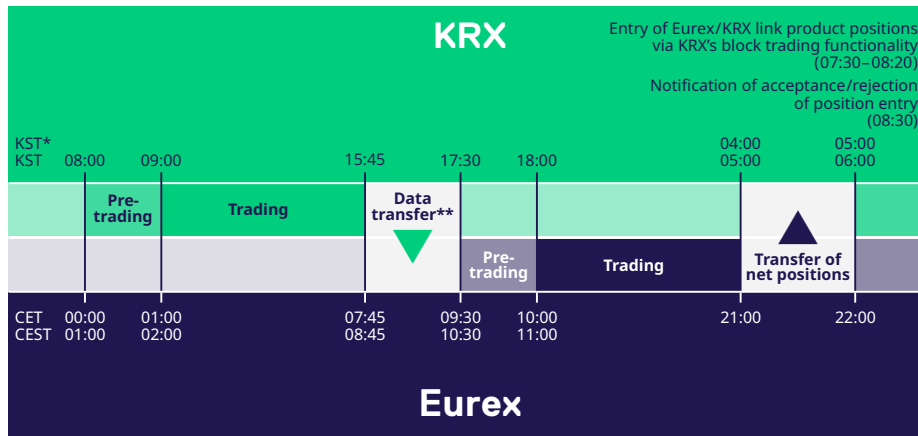 KRX
Entry of Eurex/KRX link product positions
via KRX's block trading functionality
(07:30–08:20)
Notification of acceptance/rejection
of position entry
(08:30)
KST* 04:00 05:00
KST 08:00 09:00 15:45 17:30 18:00 05:00 06:00
Pre-
trading
Trading
Data
transfer**
Pre-
trading
Trading
Transfer of
net positions
CET 00:00 01:00 07:45 09:30 10:00 21:00 22:00
CEST 01:00 02:00 08:45 10:30 11:00
Eurex